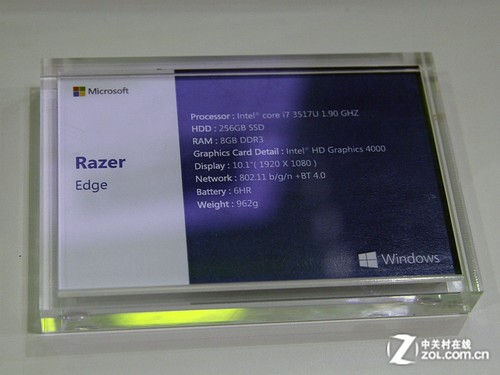 Microsoft
Razer
Edge
Processor : Intel® core i7 3517U 1.90 GHZ
HDD : 256GB SSD
RAM : 8GB DDR3
Graphics Card Detail : Intel® HD Graphics 4000
Display : 10.1"( 1920 X 1080 )
Network : 802.11 b/g/n +BT 4.0
Battery : 6HR
Weight : 962g
Windows
中关村在线
zol.com.cn